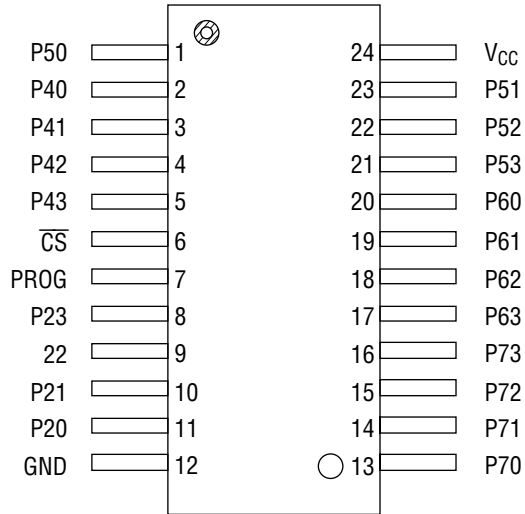 P50 1 24 VCC
P40 2 23 P51
P41 3 22 P52
P42 4 21 P53
P43 5 20 P60
C̅S̅ 6 19 P61
PROG 7 18 P62
P23 8 17 P63
22 9 16 P73
P21 10 15 P72
P20 11 14 P71
GND 12 13 P70